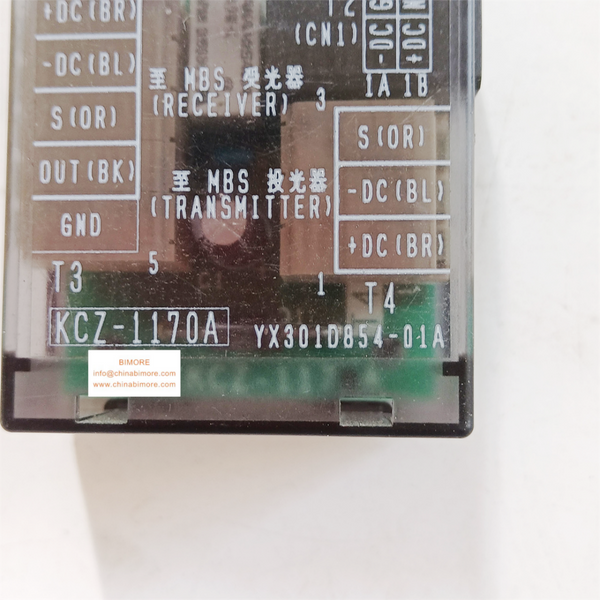 +DC(BR)
-DC(BL)
S(OR)
OUT(BK)
GND
T3
5
至 MBS 受光器
(RECEIVER) 3
至 MBS 投光器
(TRANSMITTER)
T2
(CN1)
-DC
+DC
1A 1B
S(OR)
-DC(BL)
+DC(BR)
1
T4
KCZ-1170A
YX301D854-01A
BIMORE
info@chinabimore.com
www.chinabimore.com